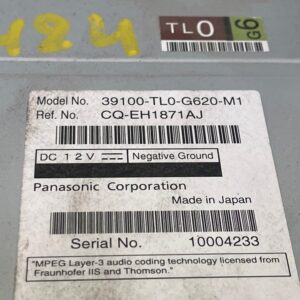 424
TL0
G6
Model No. 39100-TL0-G620-M1
Ref. No. CQ-EH1871AJ
DC 12V Negative Ground
Panasonic Corporation
Made in Japan
Serial No. 10004233
"MPEG Layer-3 audio coding technology licensed from
Fraunhofer IIS and Thomson."